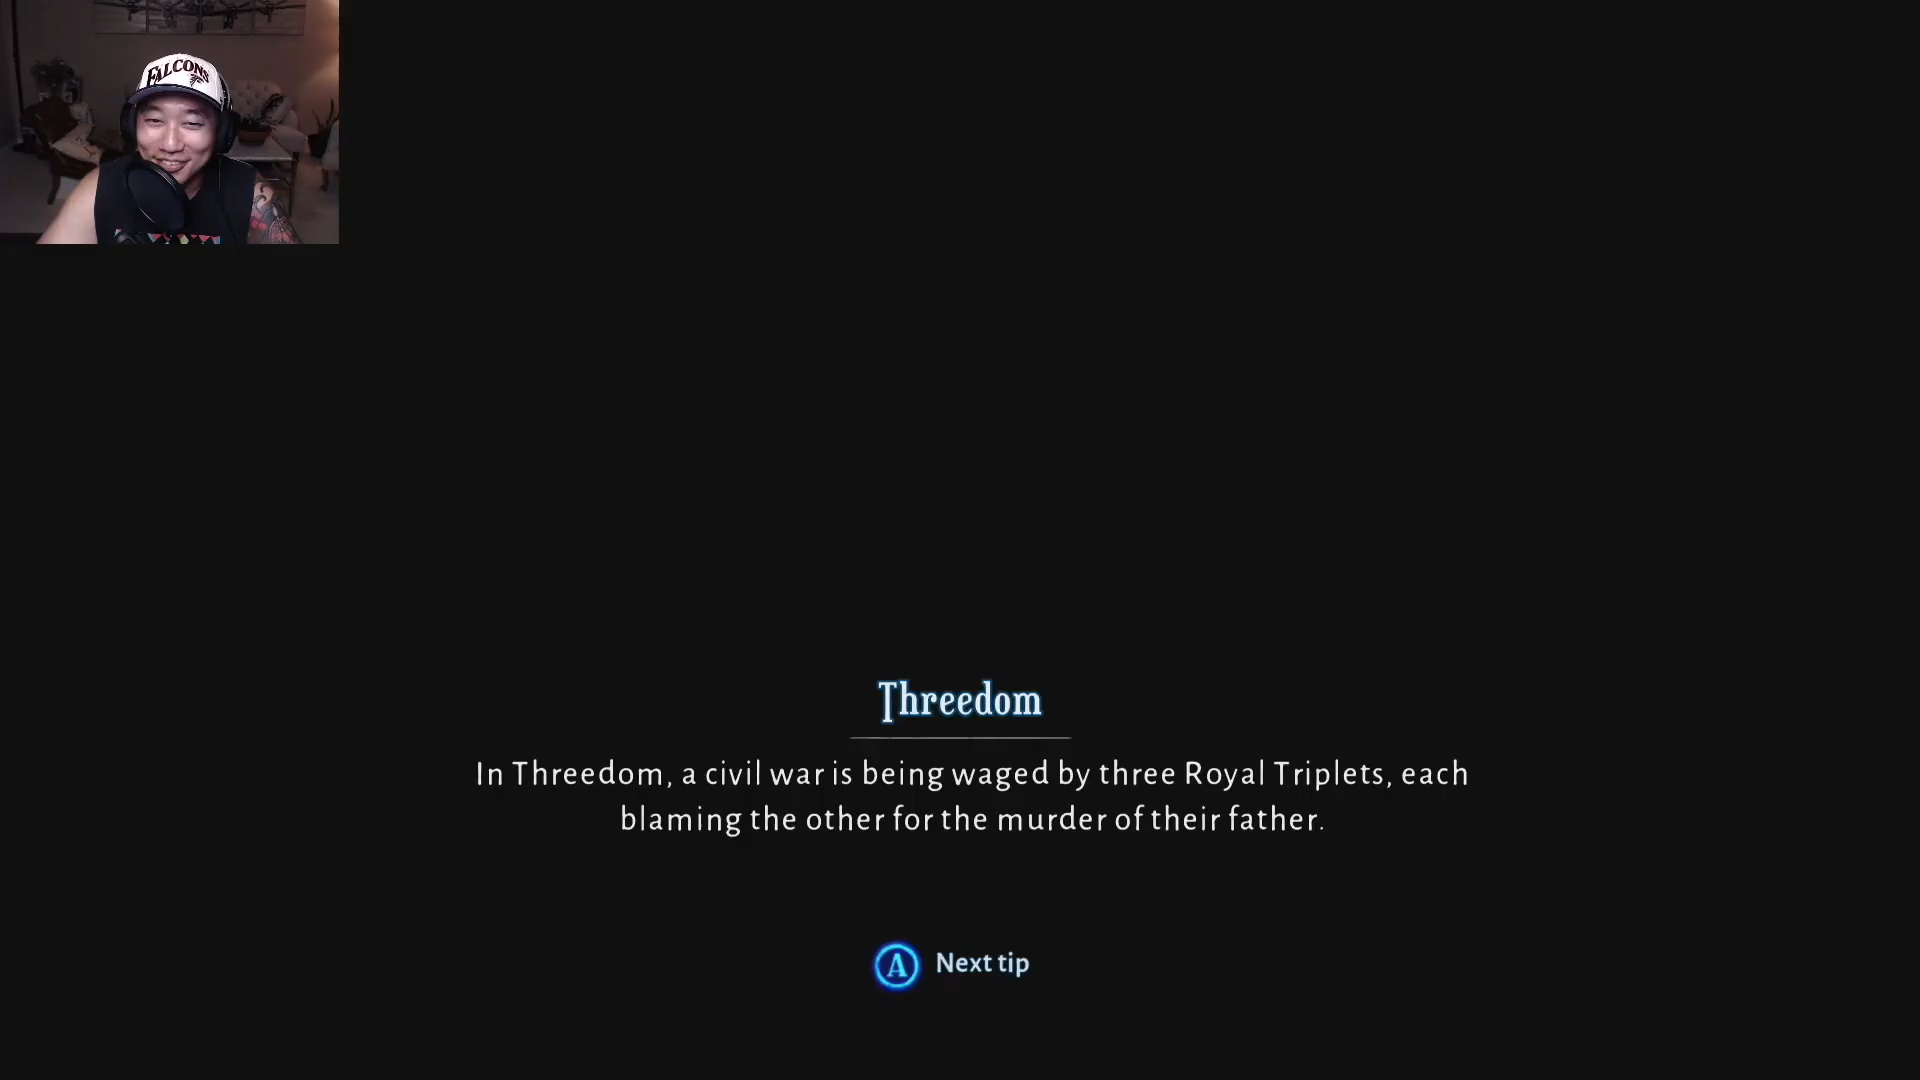 FALCONS
Threedom
In Threedom, a civil war is being waged by three Royal Triplets, each
blaming the other for the murder of their father.
A Next tip